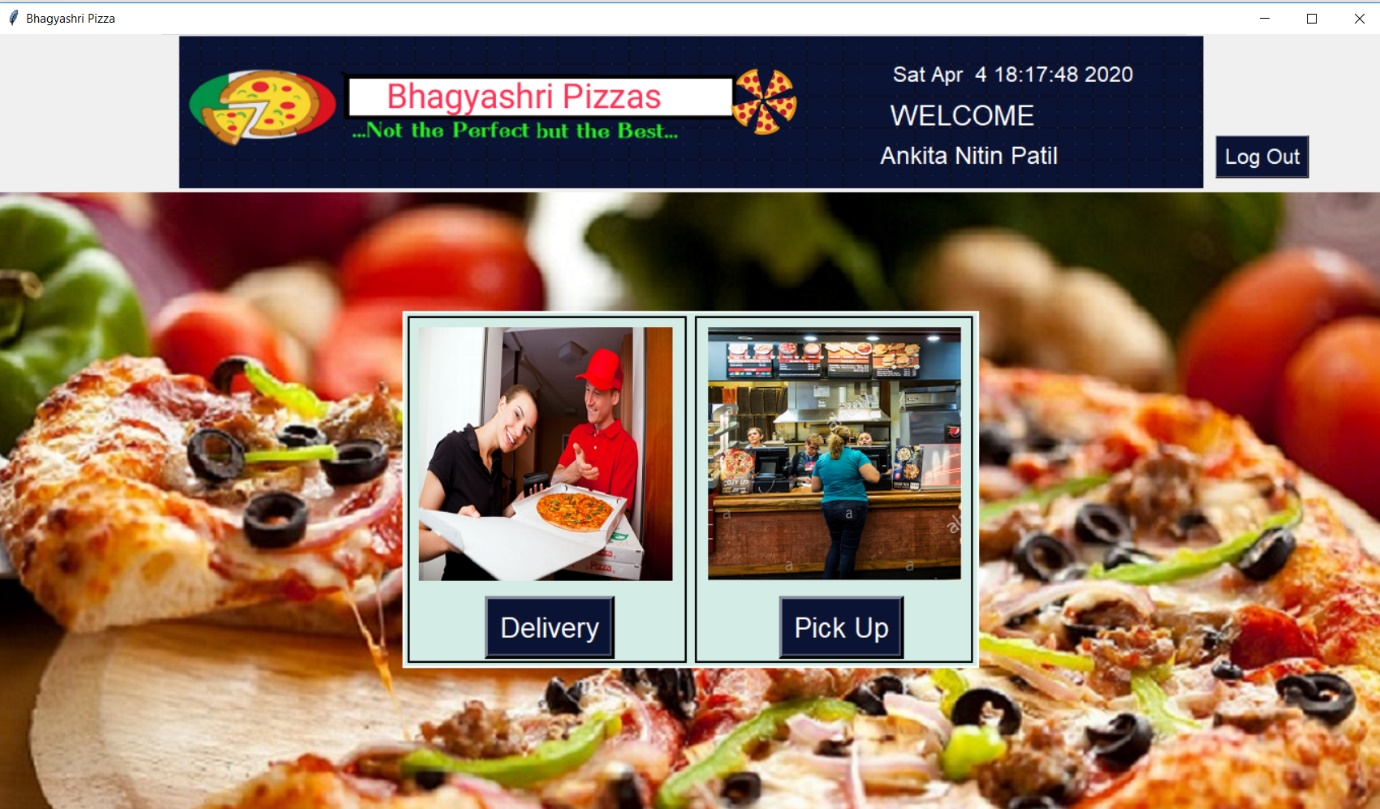 Bhagyashri Pizza
Bhagyashri Pizzas
...Not the Perfect but the Best...
Sat Apr  4 18:17:48 2020
WELCOME
Ankita Nitin Patil
Log Out
Pizza
a
a
a
a
Delivery
Pick Up